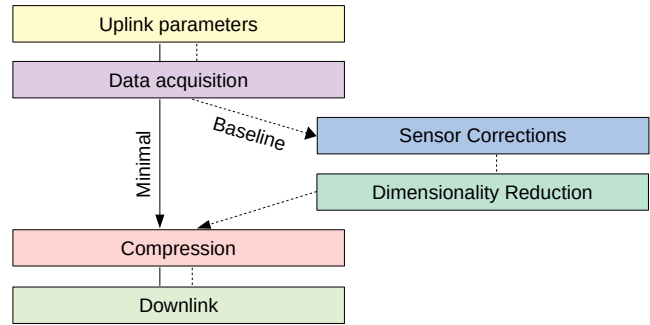 Uplink parameters
Data acquisition
Baseline
Sensor Corrections
Minimal
Dimensionality Reduction
Compression
Downlink